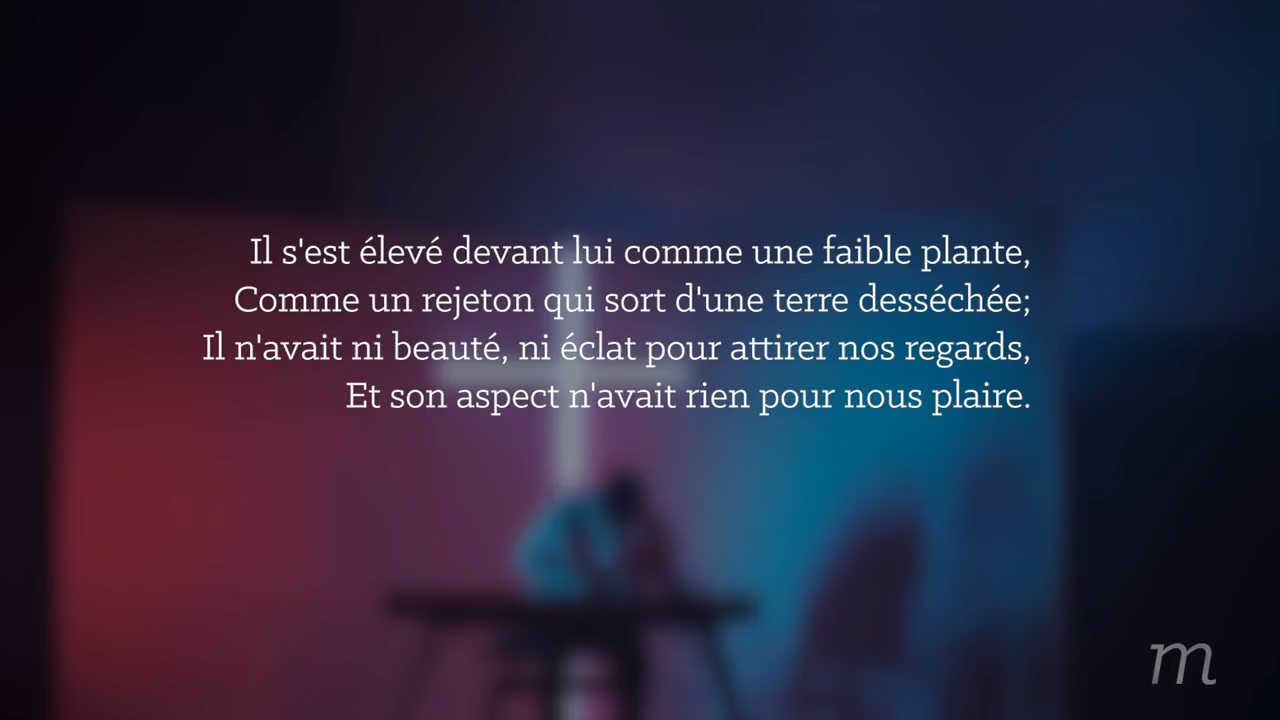 Il s'est élevé devant lui comme une faible plante,
Comme un rejeton qui sort d'une terre desséchée;
Il n'avait ni beauté, ni éclat pour attirer nos regards,
Et son aspect n'avait rien pour nous plaire.
m